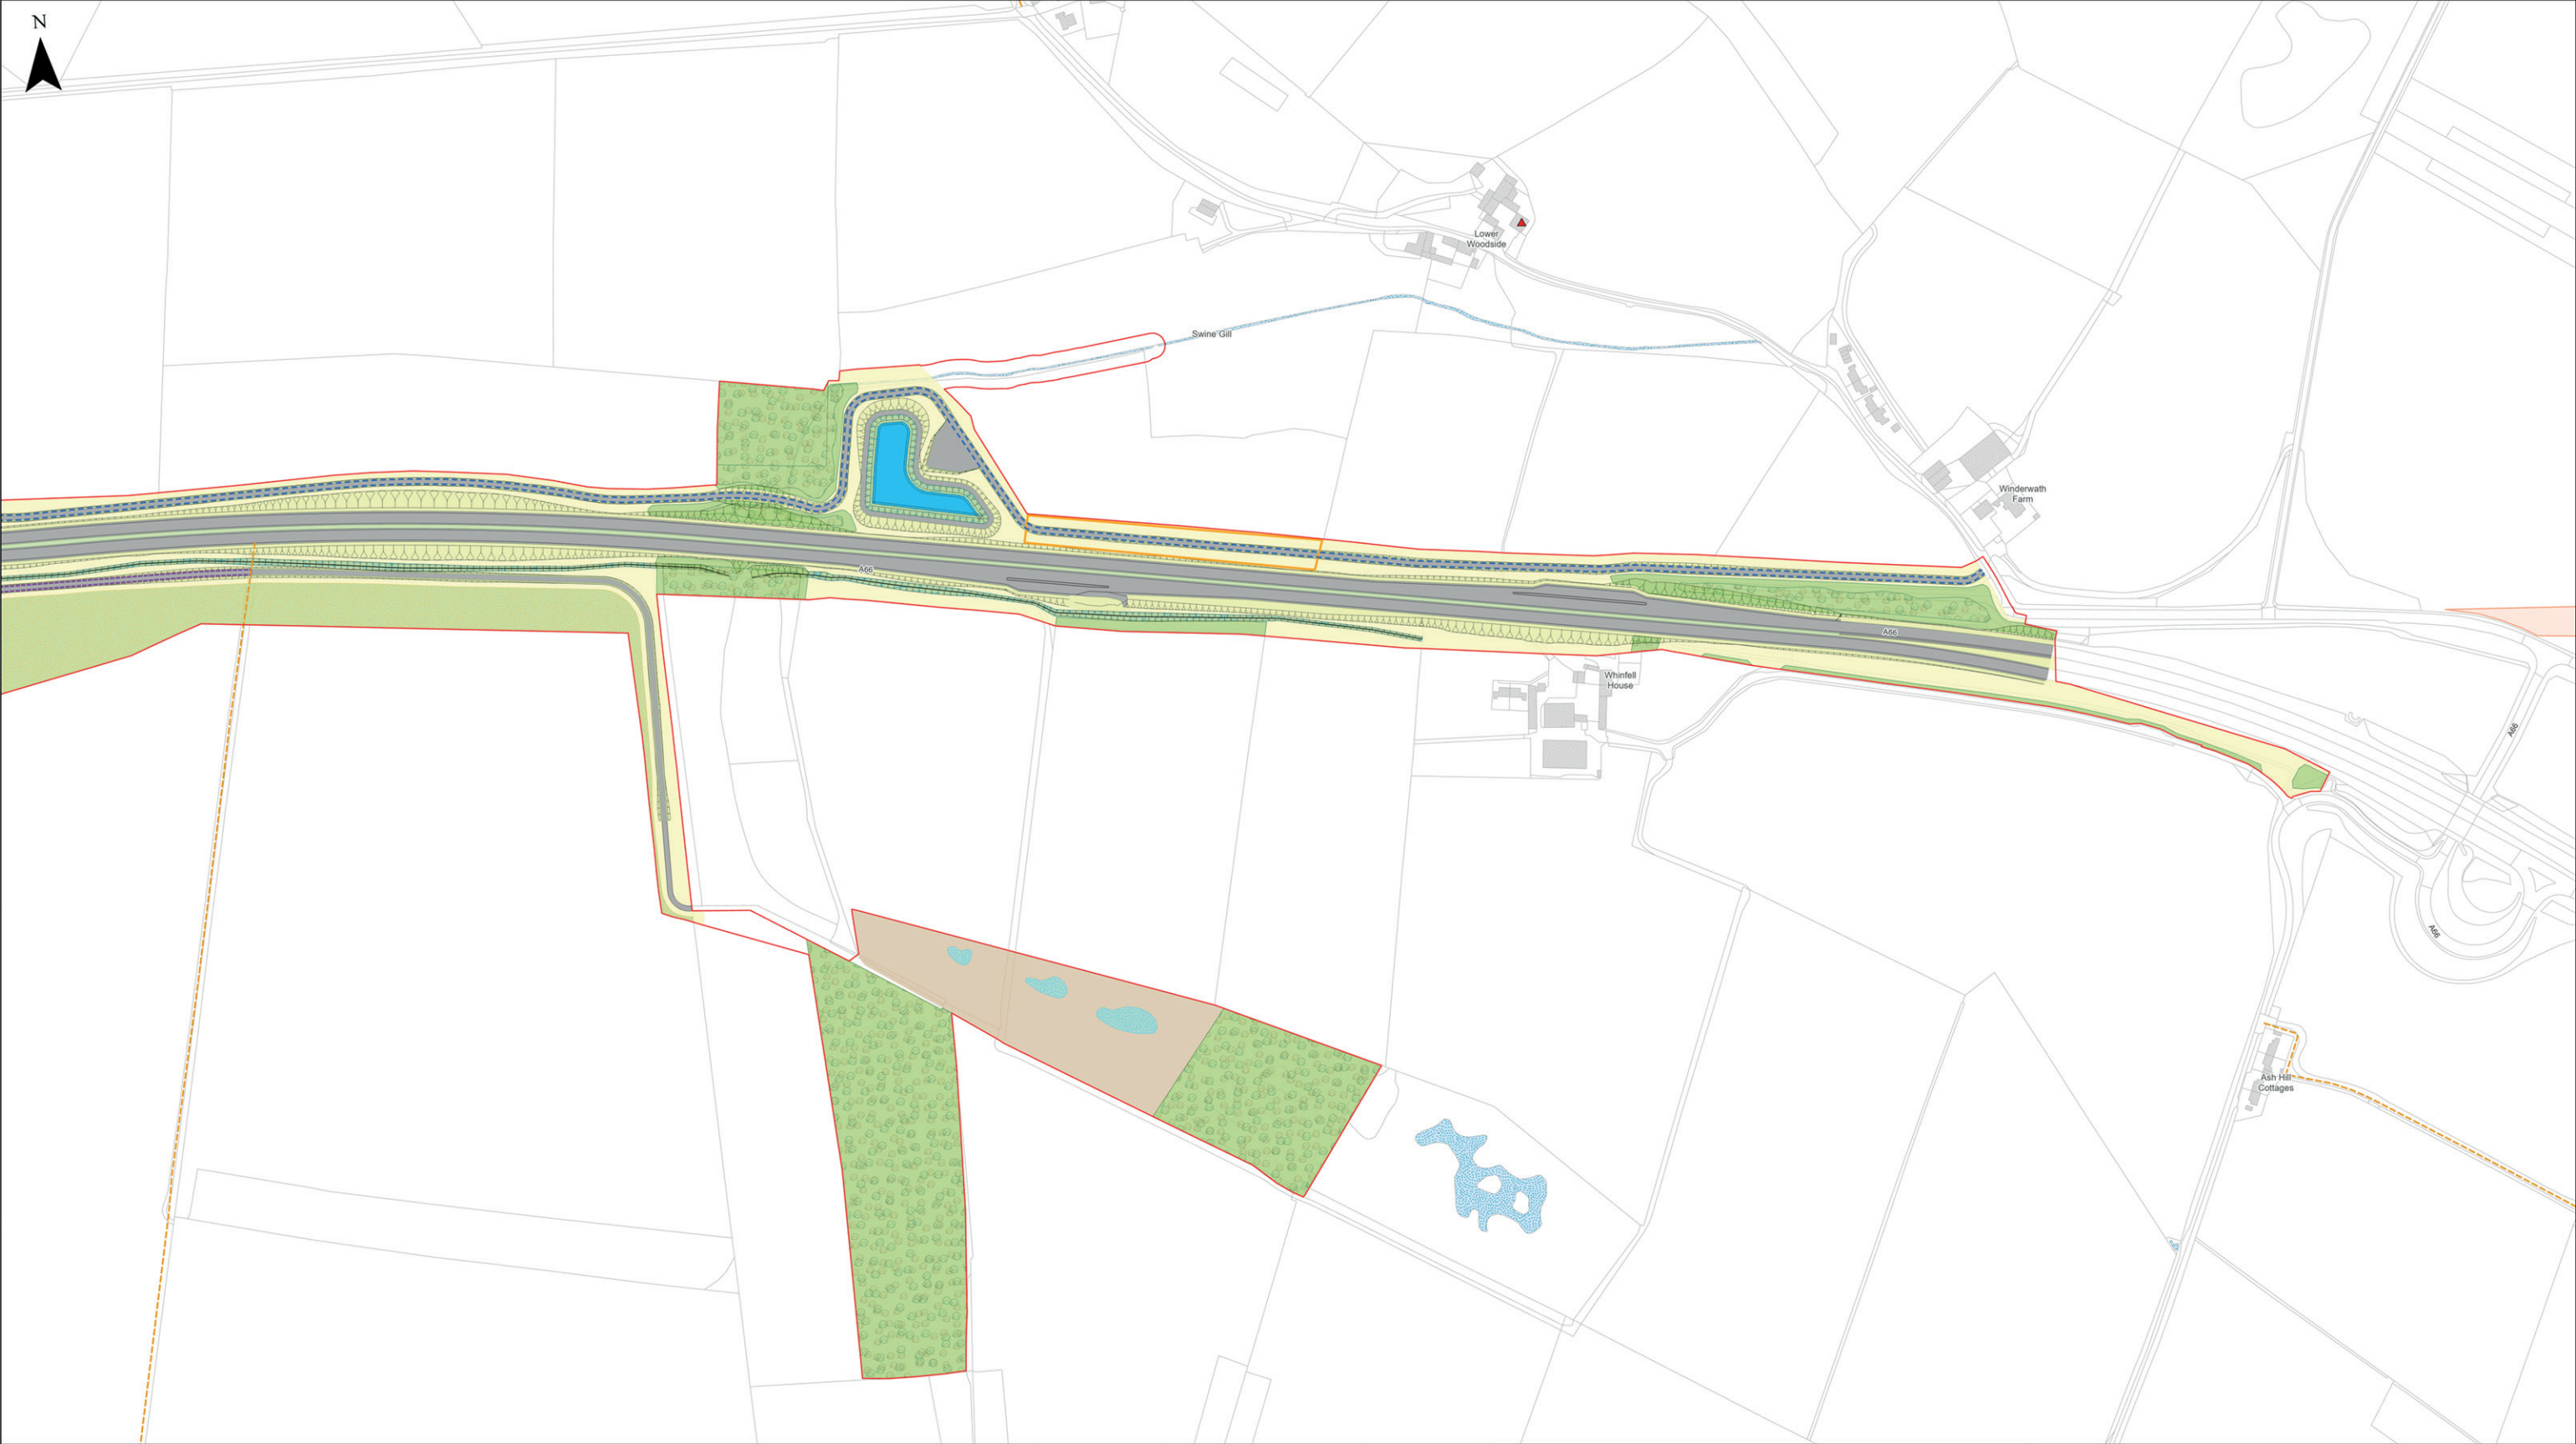 N
Lower
Woodside
Swine Gill
Winderwath
Farm
A66
A66
Whinfell
House
A66
A66
Ash Hill
Cottages